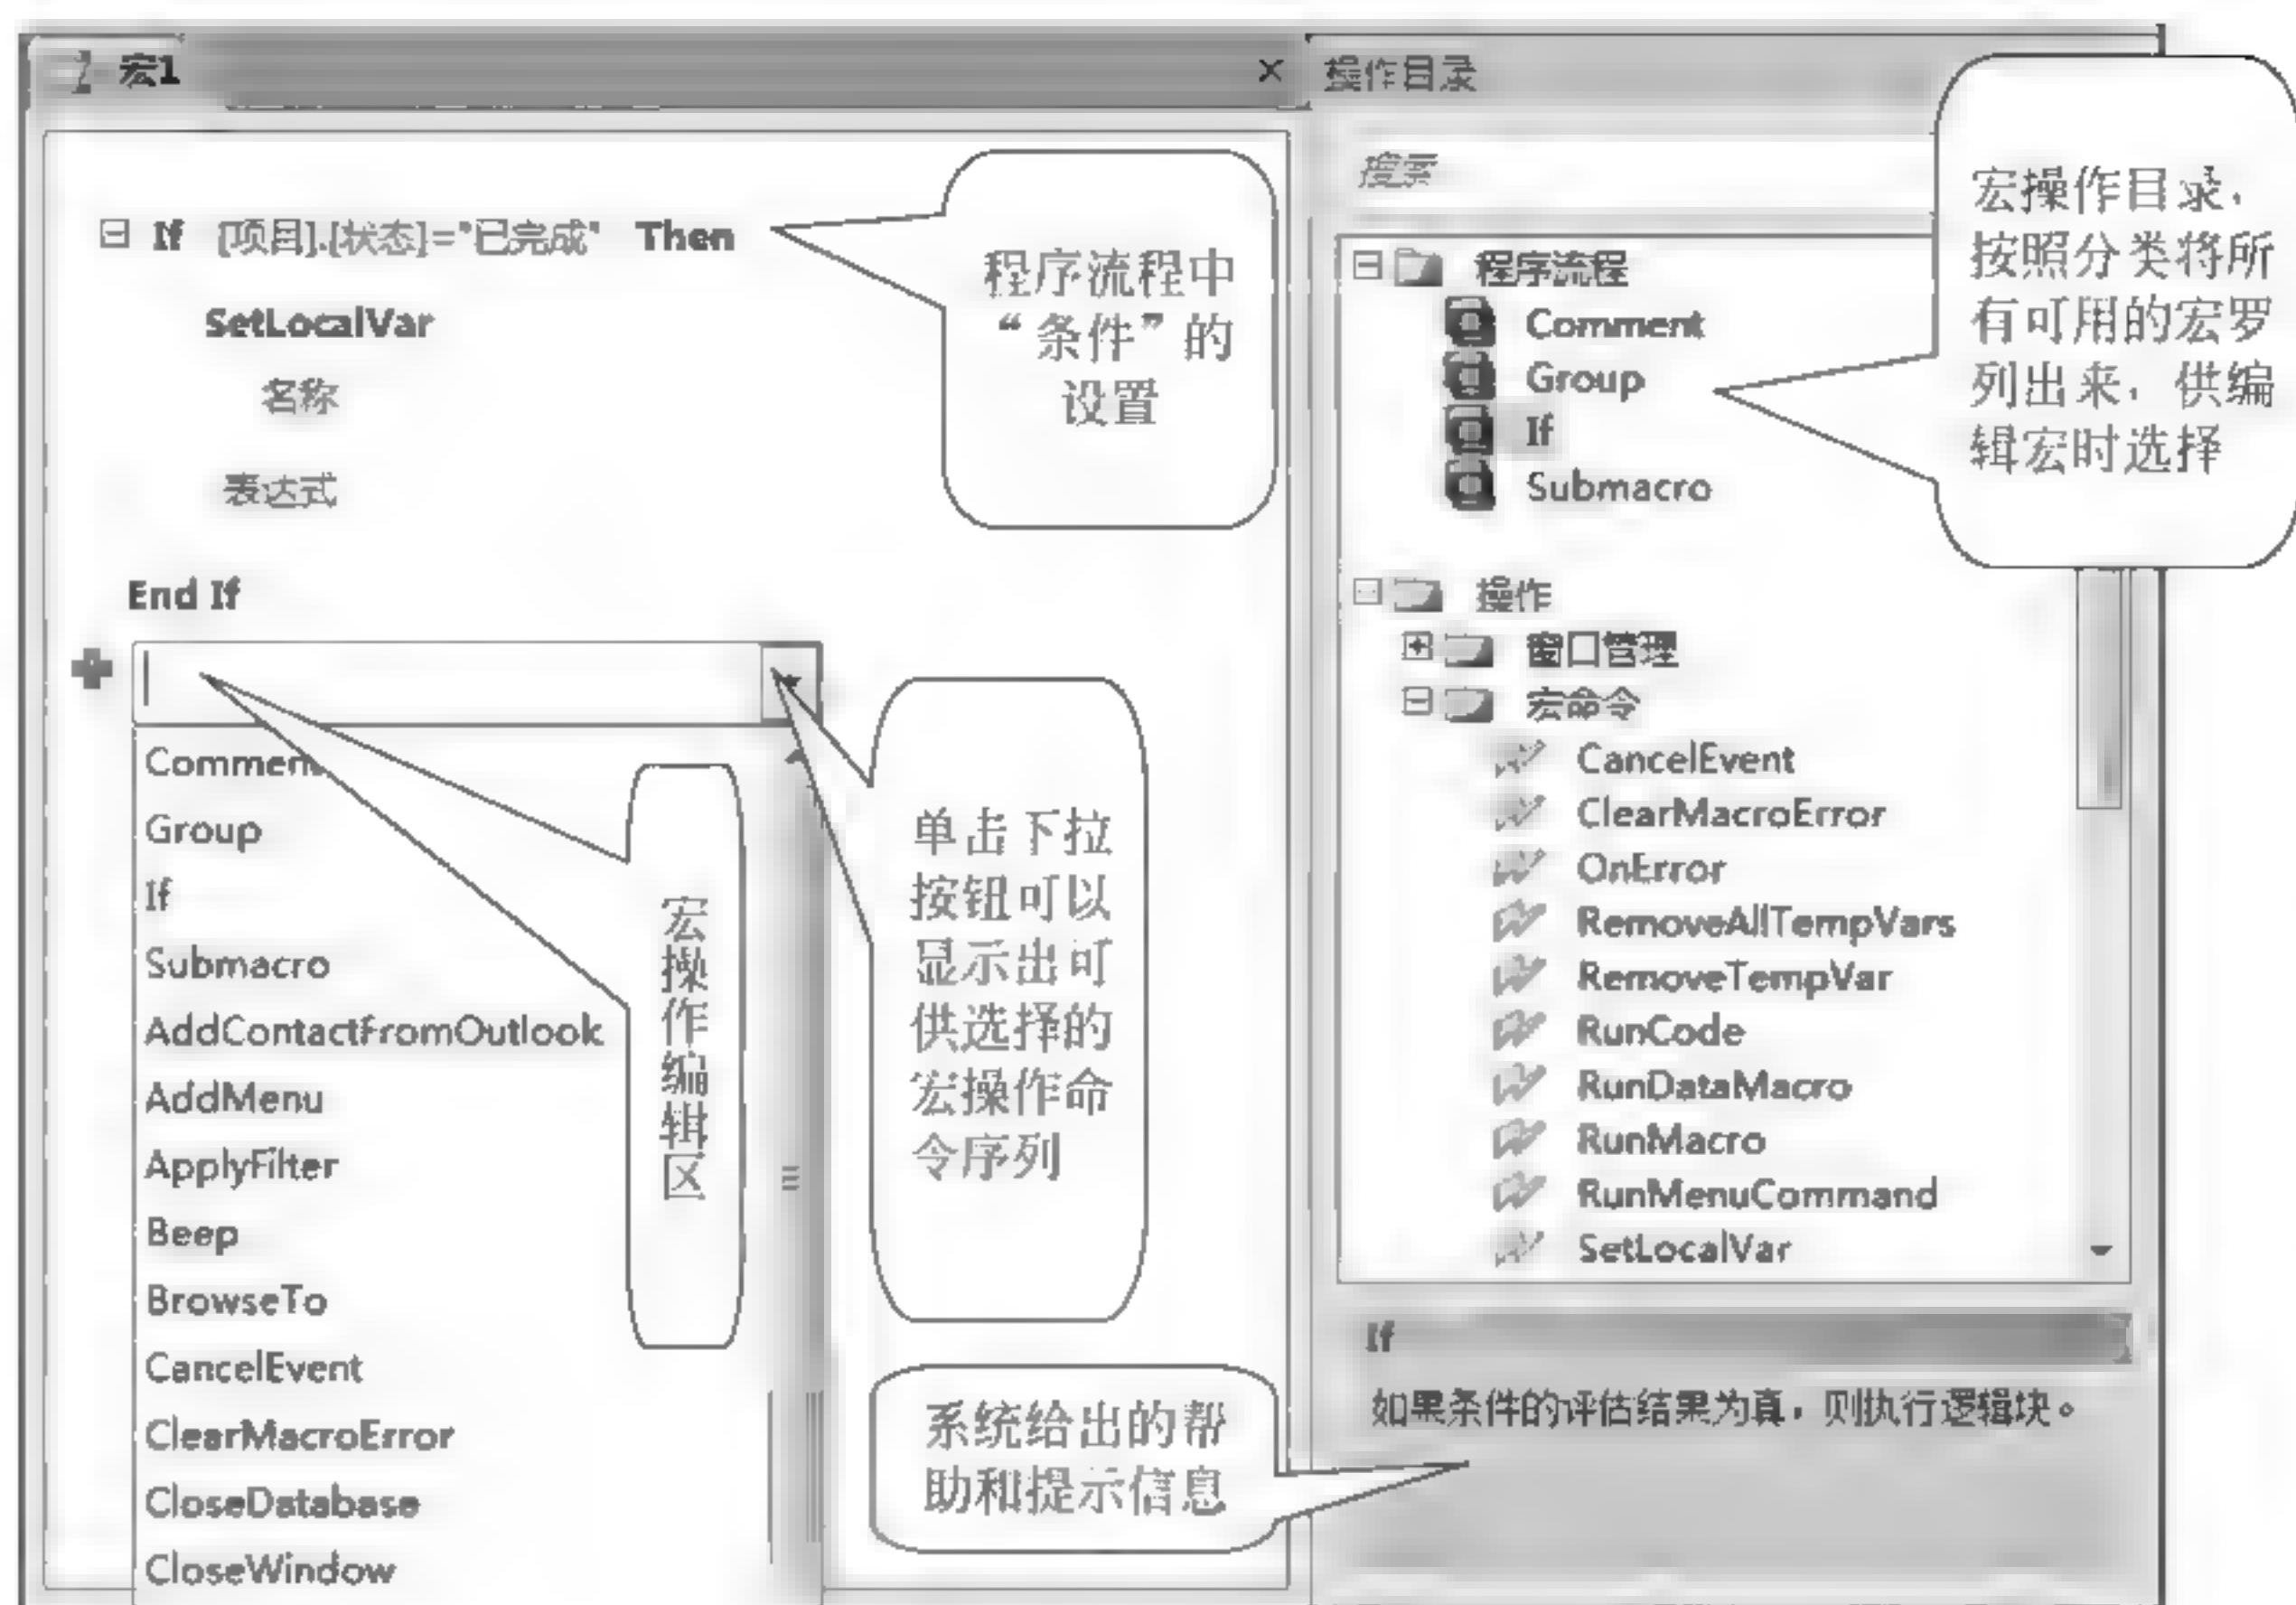 宏1
×
If [项目].[状态]="已完成" Then
SetLocalVar
名称
表达式
End If
Comment
Group
If
Submacro
AddContactFromOutlook
AddMenu
ApplyFilter
Beep
BrowseTo
CancelEvent
ClearMacroError
CloseDatabase
CloseWindow
程序流程中
“条件”的
设置
宏操作编辑区
单击下拉
按钮可以
显示出可
供选择的
宏操作命
令序列
系统给出的帮
助和提示信息
操作目录
搜索
程序流程
Comment
Group
If
Submacro
操作
窗口管理
宏命令
CancelEvent
ClearMacroError
OnError
RemoveAllTempVars
RemoveTempVar
RunCode
RunDataMacro
RunMacro
RunMenuCommand
SetLocalVar
宏操作目录，
按照分类将所
有可用的宏罗
列出来，供编
辑宏时选择
If
如果条件的评估结果为真，则执行逻辑块。